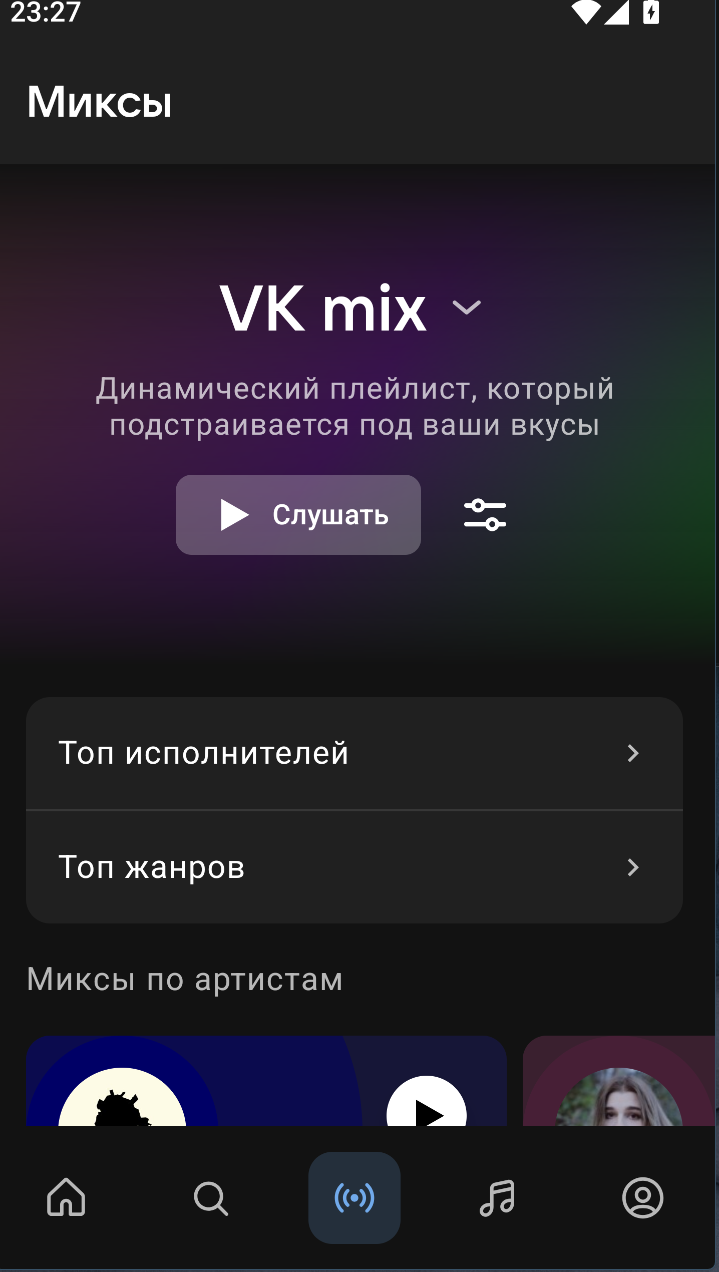 23:27
Миксы
VK mix
Динамический плейлист, который
подстраивается под ваши вкусы
Слушать
Топ исполнителей
Топ жанров
Миксы по артистам